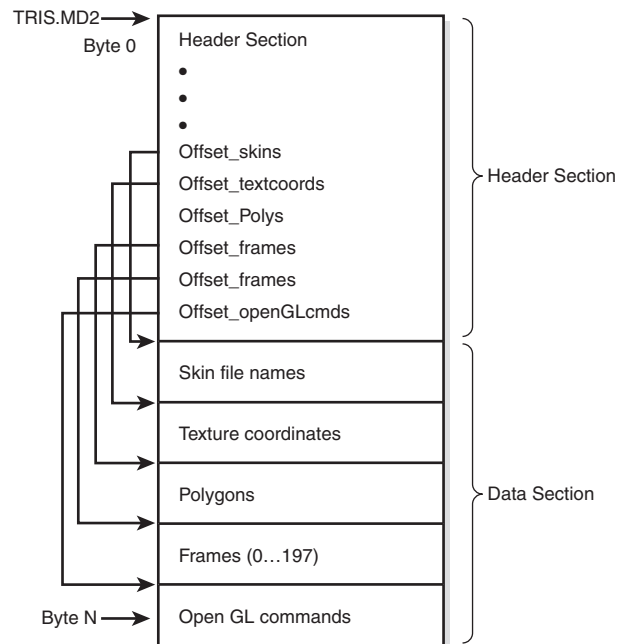 TRIS.MD2
Byte 0
Header Section
•
•
•
Offset_skins
Offset_textcoords
Offset_Polys
Offset_frames
Offset_frames
Offset_openGLcmds
Header Section
Skin file names
Texture coordinates
Polygons
Data Section
Frames (0...197)
Byte N
Open GL commands